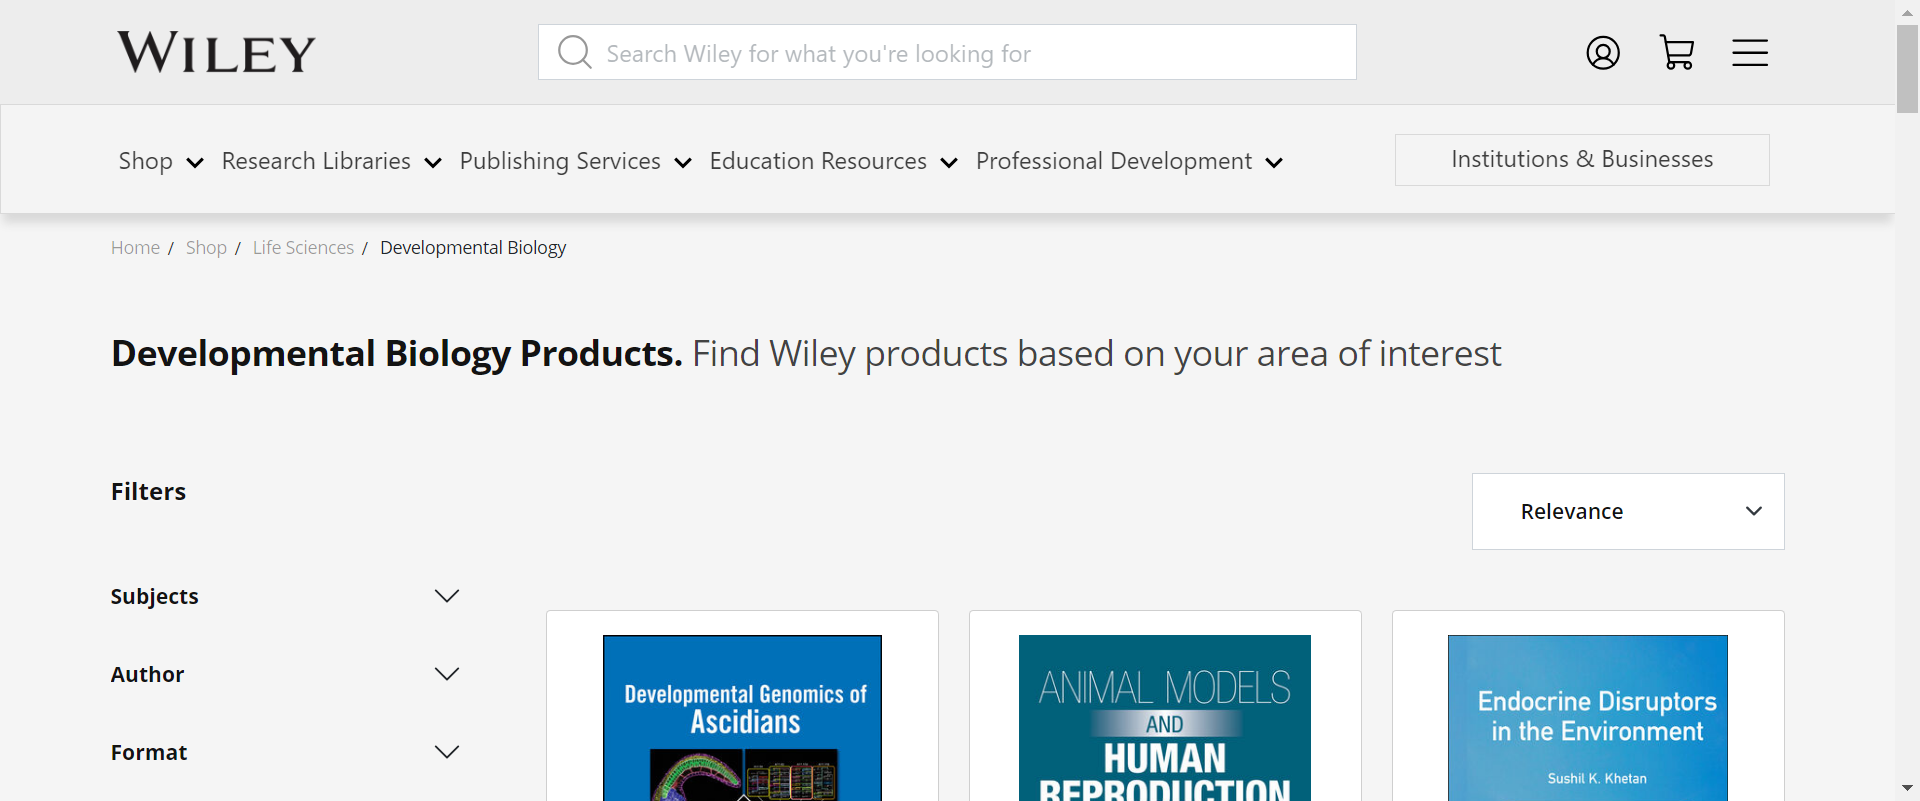 WILEY
Search Wiley for what you're looking for
Shop
Research Libraries
Publishing Services
Education Resources
Professional Development
Institutions & Businesses
Home / Shop / Life Sciences / Developmental Biology
Developmental Biology Products. Find Wiley products based on your area of interest
Filters
Relevance
Subjects
Author
Format
Developmental Genomics of
Ascidians
ANIMAL MODELS
AND
HUMAN
REPRODUCTION
Endocrine Disruptors
in the Environment
Sushil K. Khetan